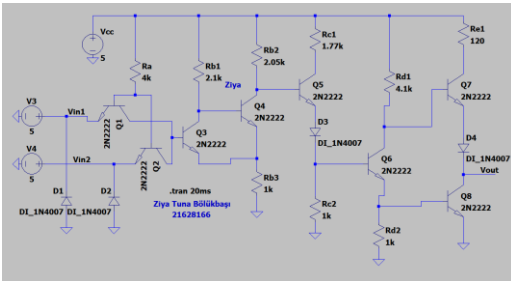 Vcc
5
Ra
4k
Rb1
2.1k
Rb2
2.05k
Rc1
1.77k
Re1
120
Ziya
Rd1
4.1k
V3
5
Vin1
Q1
2N2222
Q2
2N2222
Q3
2N2222
Q4
2N2222
Q5
2N2222
Q7
2N2222
D3
DI_1N4007
D4
DI_1N4007
V4
5
Vin2
Q6
2N2222
Vout
D1
DI_1N4007
D2
DI_1N4007
.tran 20ms
Ziya Tuna Bölükbaşı
21628166
Rb3
1k
Rc2
1k
Rd2
1k
Q8
2N2222